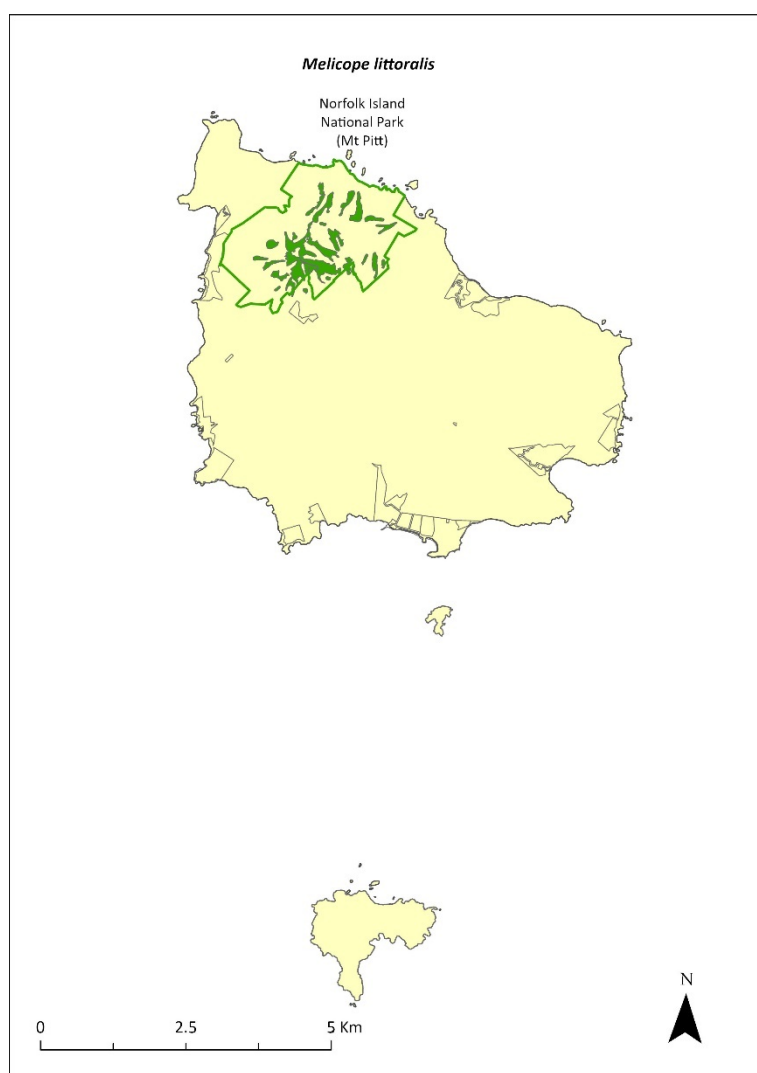 Melicope littoralis
Norfolk Island
National Park
(Mt Pitt)
N
0 2.5 5 Km